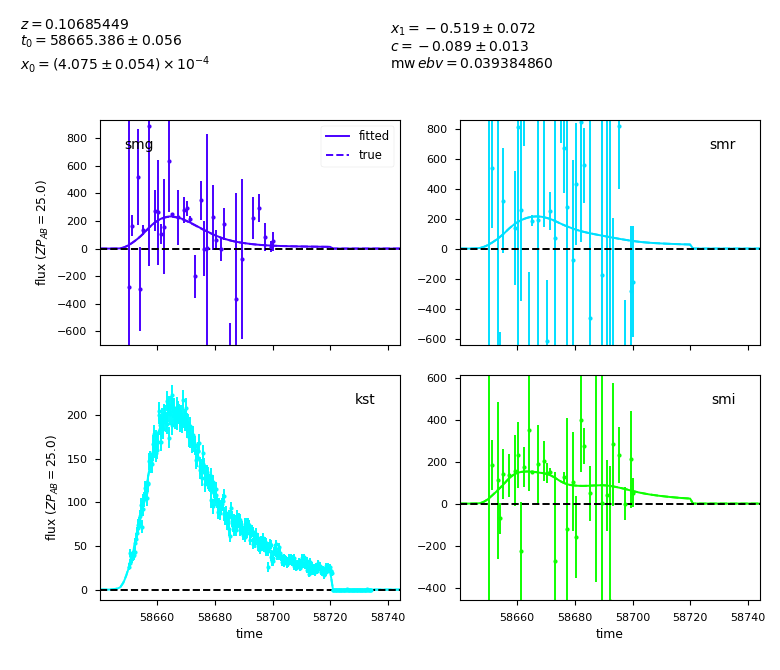 z = 0.10685449
t₀ = 58665.386 ± 0.056
x₀ = (4.075 ± 0.054) × 10⁻⁴
x₁ = −0.519 ± 0.072
c = −0.089 ± 0.013
mwebv = 0.039384860
smg
fitted
true
800
600
400
200
0
−200
−400
−600
flux (ZP_AB = 25.0)
smr
800
600
400
200
0
−200
−400
−600
kst
200
150
100
50
0
flux (ZP_AB = 25.0)
58660 58680 58700 58720 58740
time
smi
600
400
200
0
−200
−400
58660 58680 58700 58720 58740
time